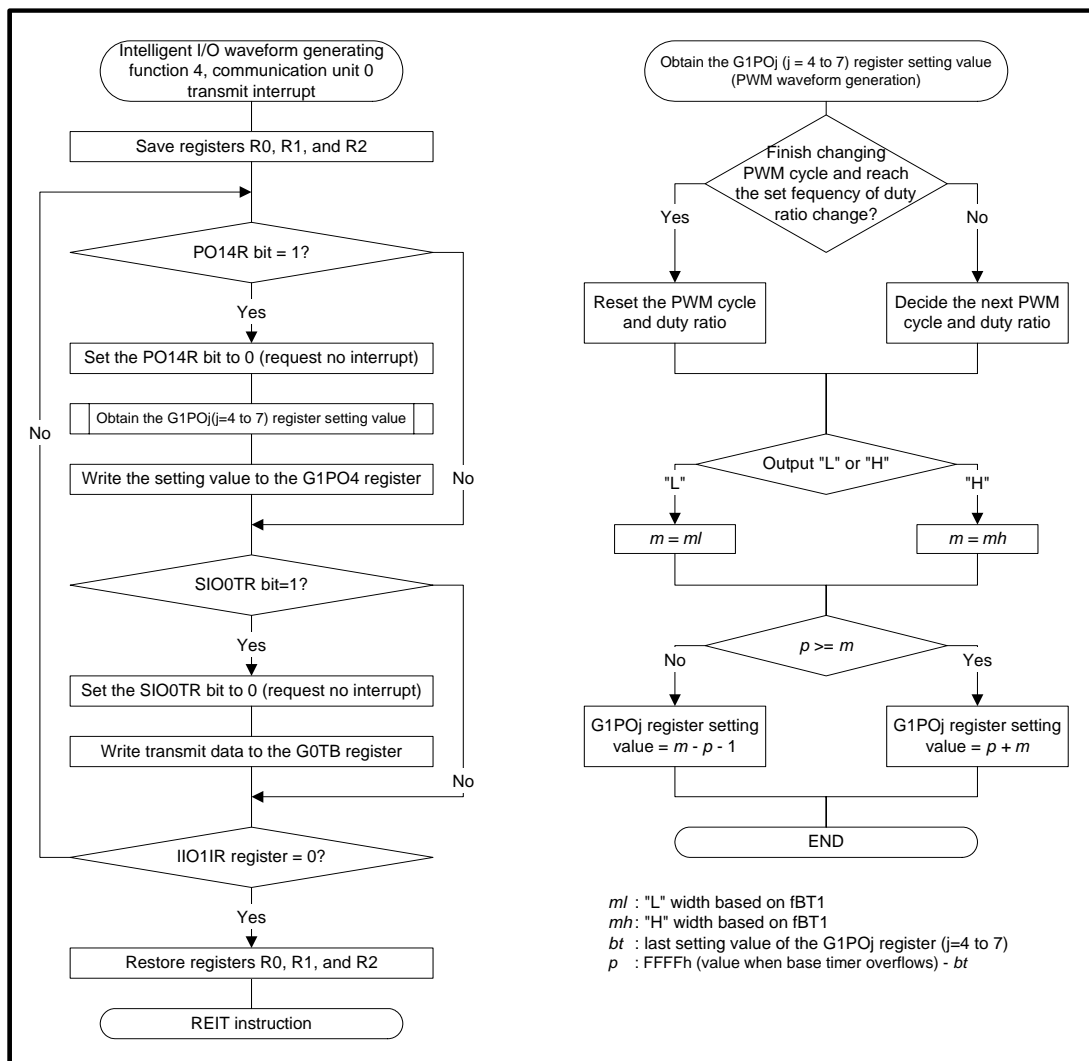 Intelligent I/O waveform generating
function 4, communication unit 0
transmit interrupt
Save registers R0, R1, and R2
PO14R bit = 1?
Yes
Set the PO14R bit to 0 (request no interrupt)
No
Obtain the G1POj(j=4 to 7) register setting value
Write the setting value to the G1PO4 register
No
SIO0TR bit=1?
Yes
Set the SIO0TR bit to 0 (request no interrupt)
Write transmit data to the G0TB register
No
IIO1IR register = 0?
Yes
Restore registers R0, R1, and R2
REIT instruction
Obtain the G1POj (j = 4 to 7) register setting value
(PWM waveform generation)
Finish changing
PWM cycle and reach
the set fequency of duty
ratio change?
Yes
No
Reset the PWM cycle
and duty ratio
Decide the next PWM
cycle and duty ratio
Output "L" or "H"
"L"
"H"
m = ml
m = mh
p >= m
No
Yes
G1POj register setting
value = m - p - 1
G1POj register setting
value = p + m
END
ml : "L" width based on fBT1
mh : "H" width based on fBT1
bt : last setting value of the G1POj register (j=4 to 7)
p : FFFFh (value when base timer overflows) - bt